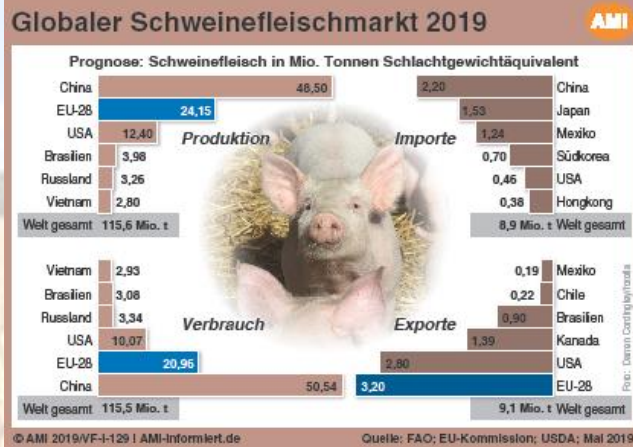 Globaler Schweinefleischmarkt 2019
AMI
Prognose: Schweinefleisch in Mio. Tonnen Schlachtgewichtäquivalent
Produktion
China 48,50
EU-28 24,15
USA 12,40
Brasilien 3,98
Russland 3,26
Vietnam 2,80
Welt gesamt 115,6 Mio. t
Importe
2,20 China
1,53 Japan
1,24 Mexiko
0,70 Südkorea
0,46 USA
0,38 Hongkong
8,9 Mio. t Welt gesamt
Verbrauch
Vietnam 2,93
Brasilien 3,08
Russland 3,34
USA 10,07
EU-28 20,96
China 50,54
Welt gesamt 115,5 Mio. t
Exporte
0,19 Mexiko
0,22 Chile
0,90 Brasilien
1,39 Kanada
2,80 USA
3,20 EU-28
9,1 Mio. t Welt gesamt
© AMI 2019/VF-I-129 I AMI-informiert.de
Quelle: FAO; EU-Kommission; USDA; Mai 2019